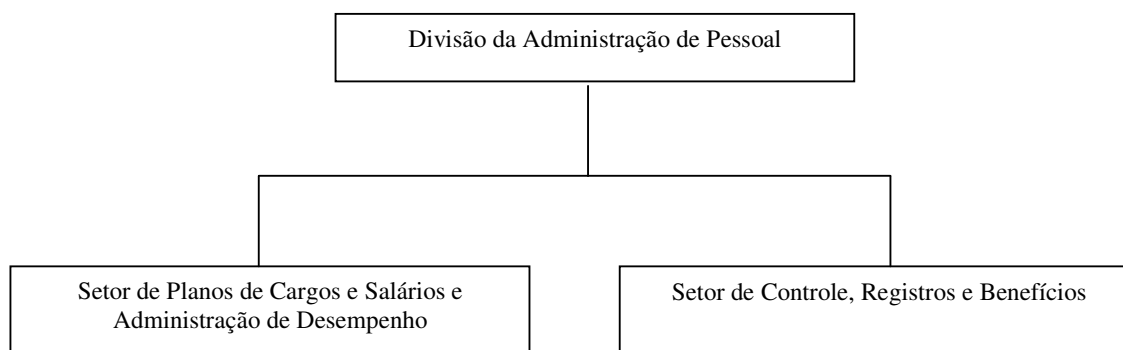 Divisão da Administração de Pessoal
Setor de Planos de Cargos e Salários e
Administração de Desempenho
Setor de Controle, Registros e Benefícios